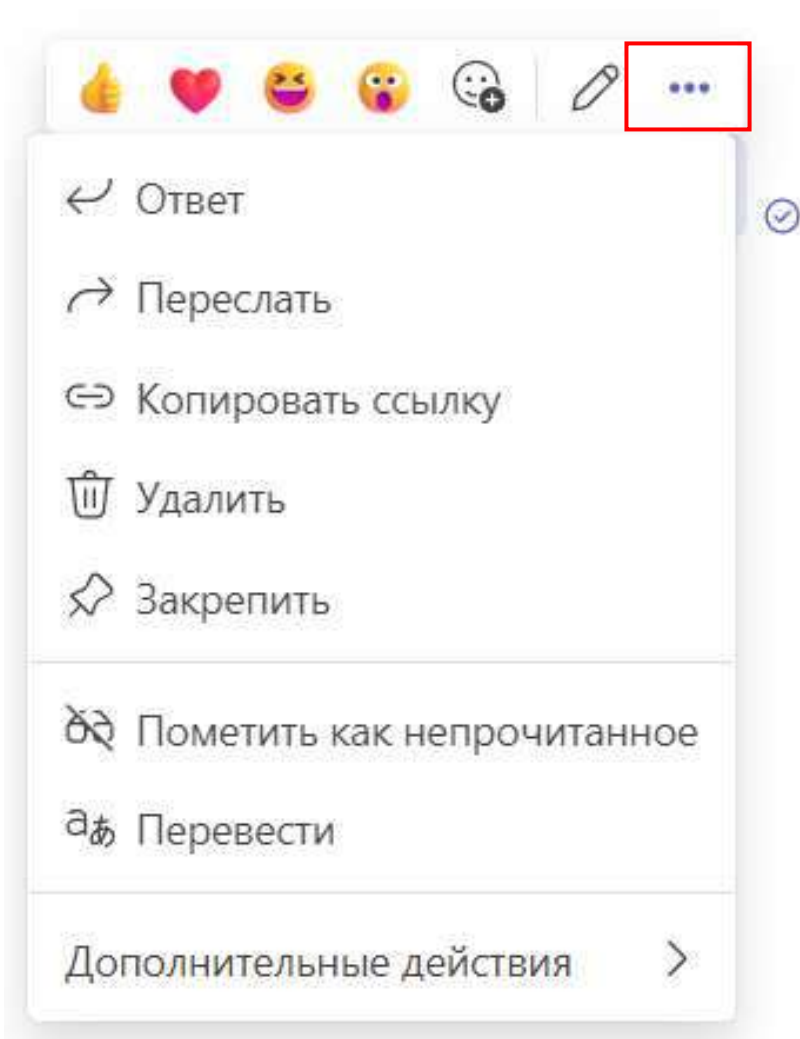 Ответ
Переслать
Копировать ссылку
Удалить
Закрепить
Пометить как непрочитанное
Перевести
Дополнительные действия